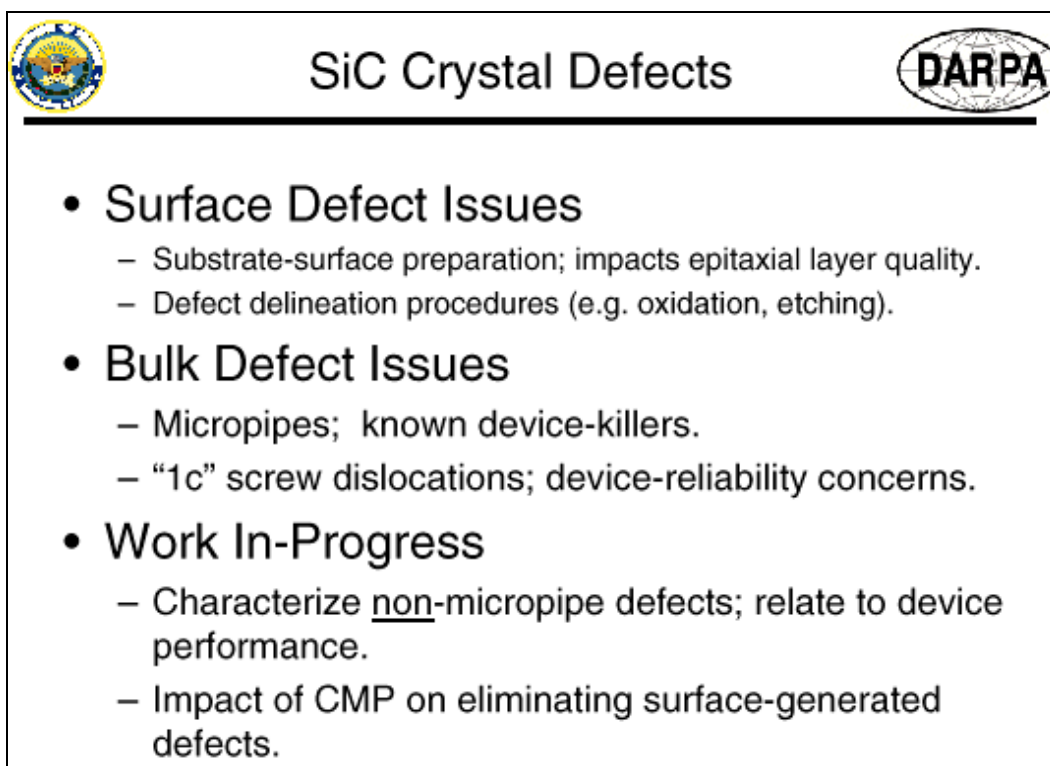 SiC Crystal Defects
DARPA
• Surface Defect Issues
– Substrate-surface preparation; impacts epitaxial layer quality.
– Defect delineation procedures (e.g. oxidation, etching).
• Bulk Defect Issues
– Micropipes;  known device-killers.
– “1c” screw dislocations; device-reliability concerns.
• Work In-Progress
– Characterize non-micropipe defects; relate to device
performance.
– Impact of CMP on eliminating surface-generated
defects.